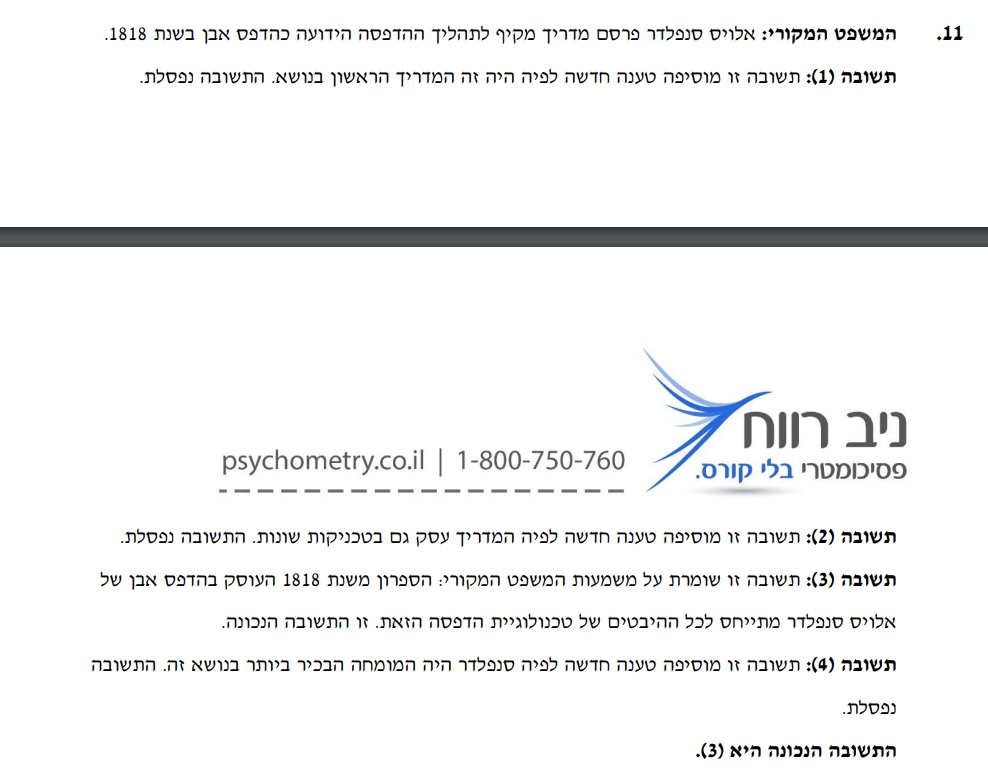 11. המשפט המקורי: אלויס סנפלדר פרסם מדריך מקיף לתהליך ההדפסה הידועה כהדפס אבן בשנת 1818.
תשובה (1): תשובה זו מוסיפה טענה חדשה לפיה היה זה המדריך הראשון בנושא. התשובה נפסלת.
ניב רווח
פסיכומטרי בלי קורס.
psychometry.co.il | 1-800-750-760
תשובה (2): תשובה זו מוסיפה טענה חדשה לפיה המדריך עסק גם בטכניקות שונות. התשובה נפסלת.
תשובה (3): תשובה זו שומרת על משמעות המשפט המקורי: הספרון משנת 1818 העוסק בהדפס אבן של
אלויס סנפלדר מתייחס לכל ההיבטים של טכנולוגיית הדפסה הזאת. זו התשובה הנכונה.
תשובה (4): תשובה זו מוסיפה טענה חדשה לפיה סנפלדר היה המומחה הבכיר ביותר בנושא זה. התשובה
נפסלת.
התשובה הנכונה היא (3).